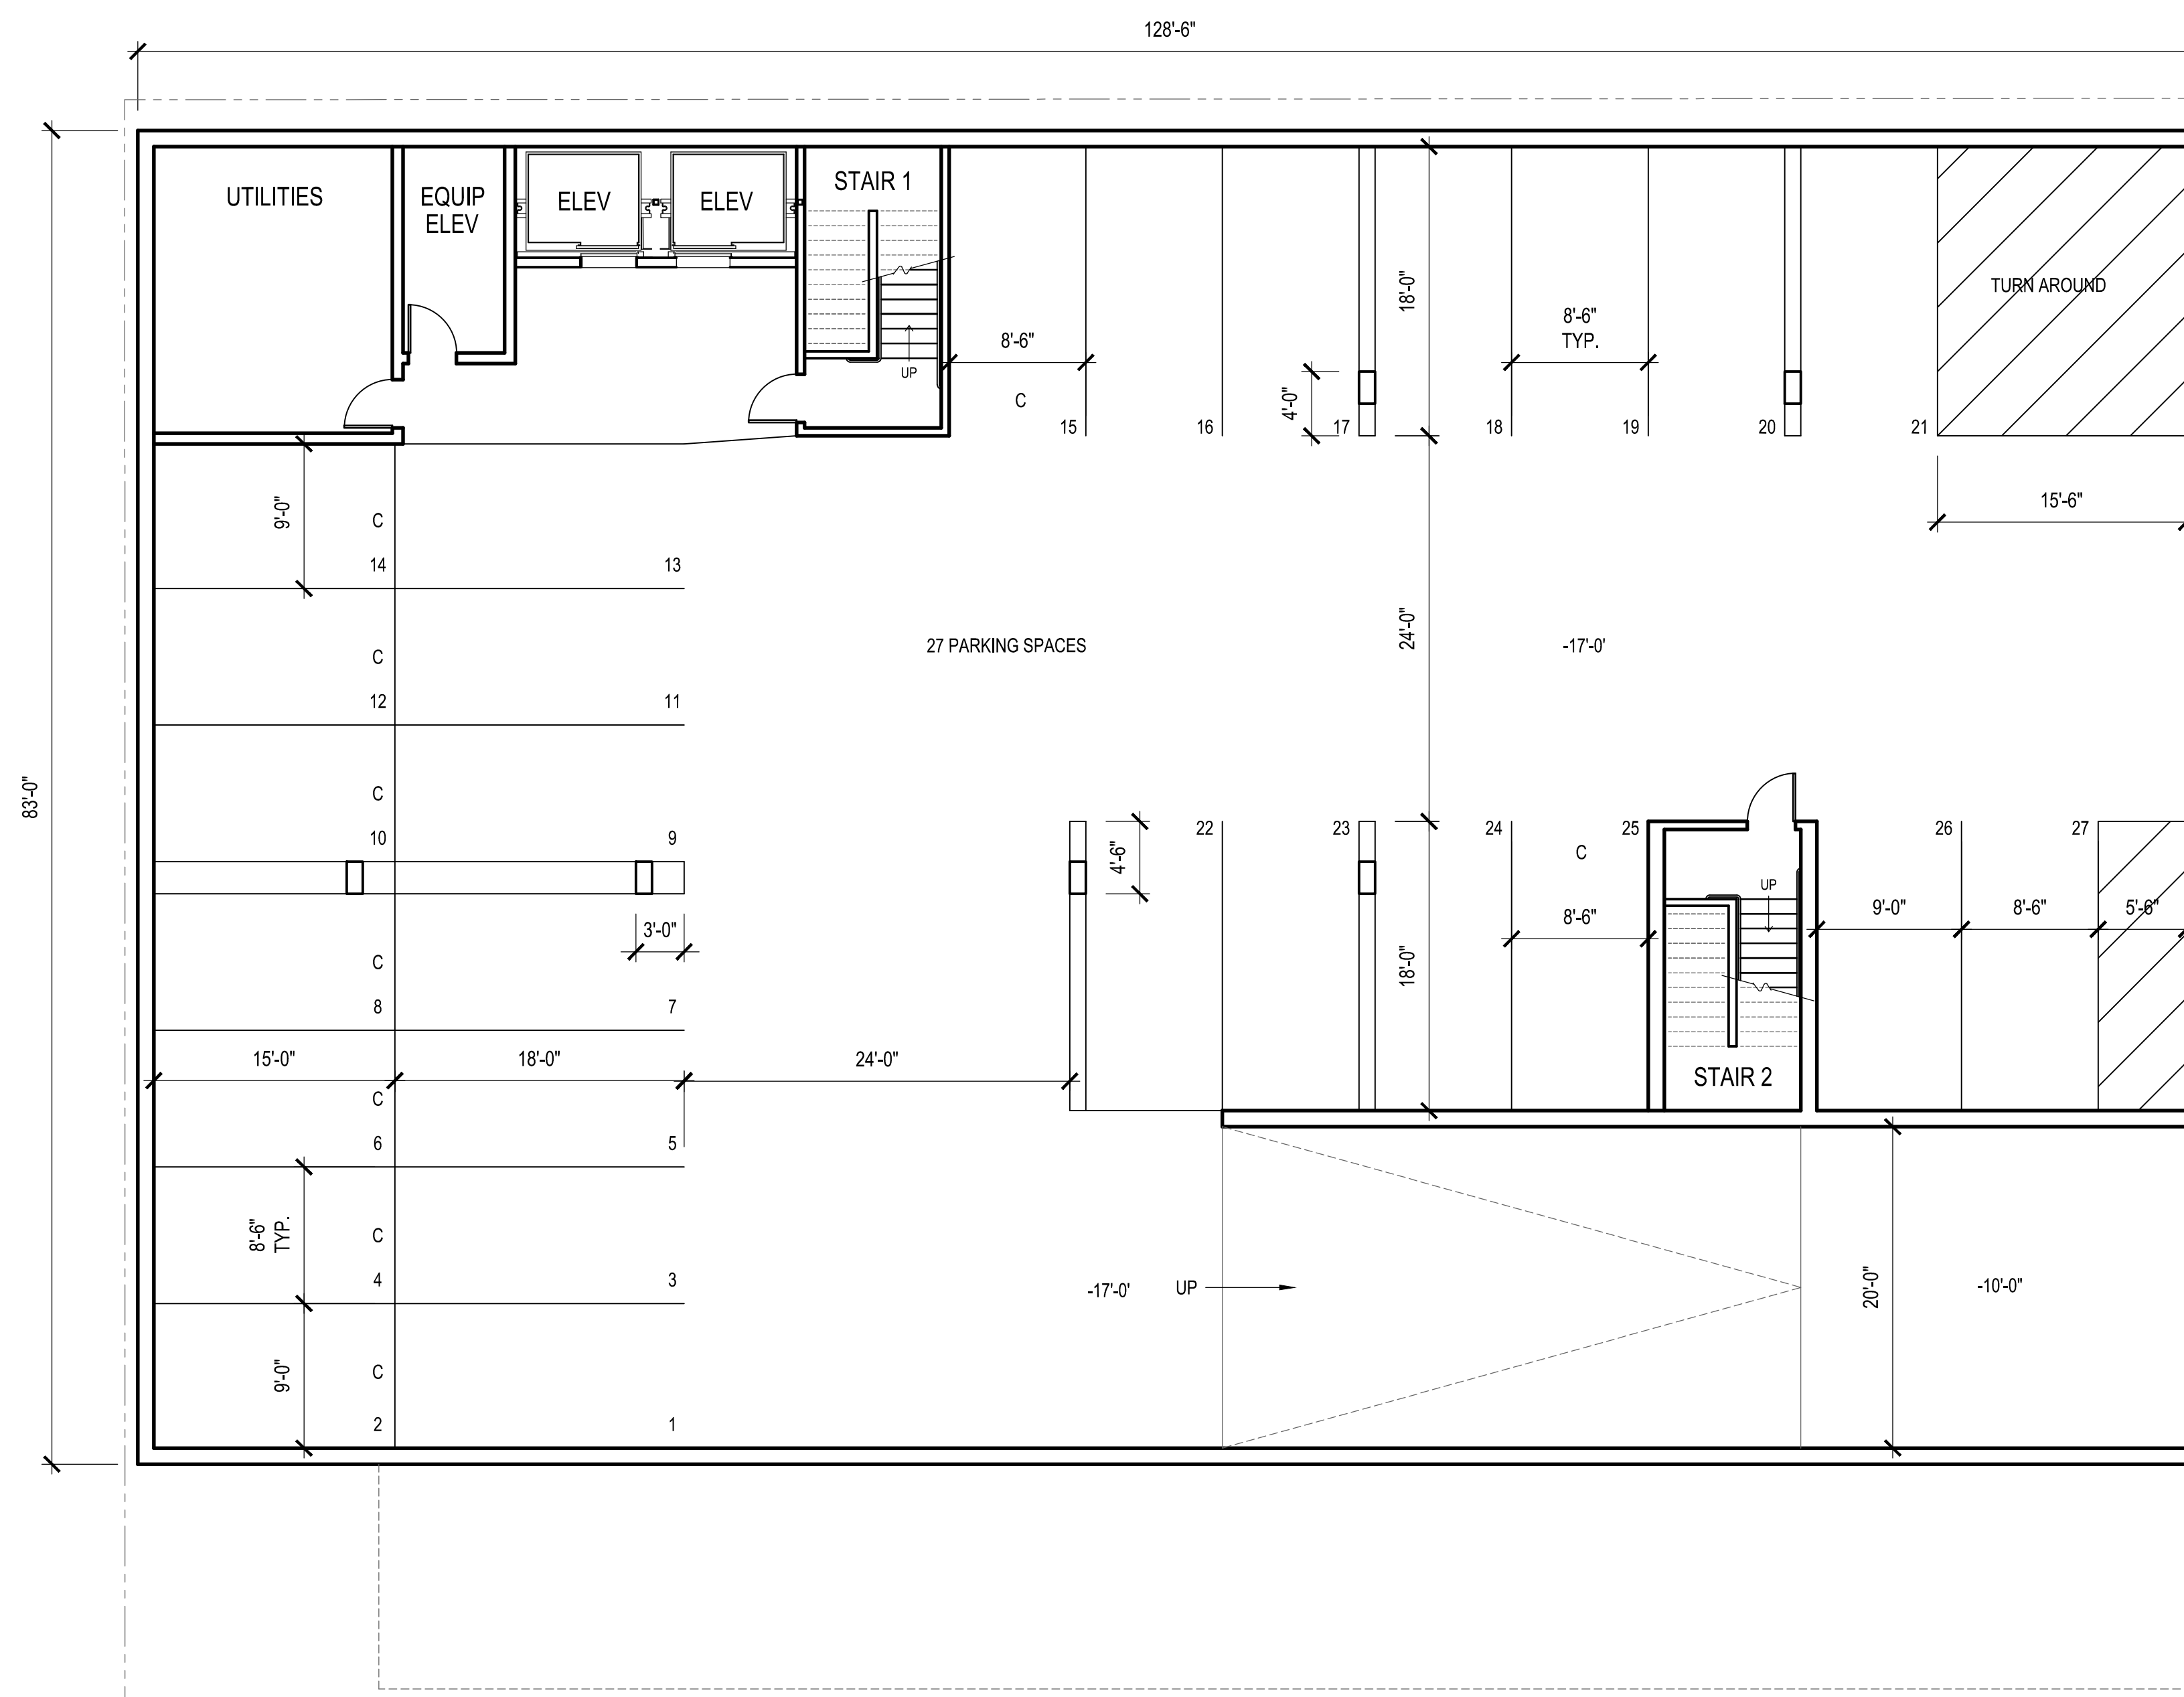 128'-6"
UTILITIES
EQUIP
ELEV
ELEV
ELEV
STAIR 1
UP
8'-6"
C
15
16
4'-0"
17
18'-0"
8'-6"
TYP.
18
19
20
21
TURN AROUND
15'-6"
9'-0"
C
14
13
C
12
11
C
10
9
27 PARKING SPACES
24'-0"
-17'-0'
83'-0"
3'-0"
C
8
7
15'-0"
18'-0"
24'-0"
C
6
5
8'-6"
TYP.
C
4
3
9'-0"
C
2
1
4'-6"
22
23
18'-0"
24
25
C
8'-6"
UP
STAIR 2
26
27
9'-0"
8'-6"
5'-6"
-17'-0'
UP
20'-0"
-10'-0"